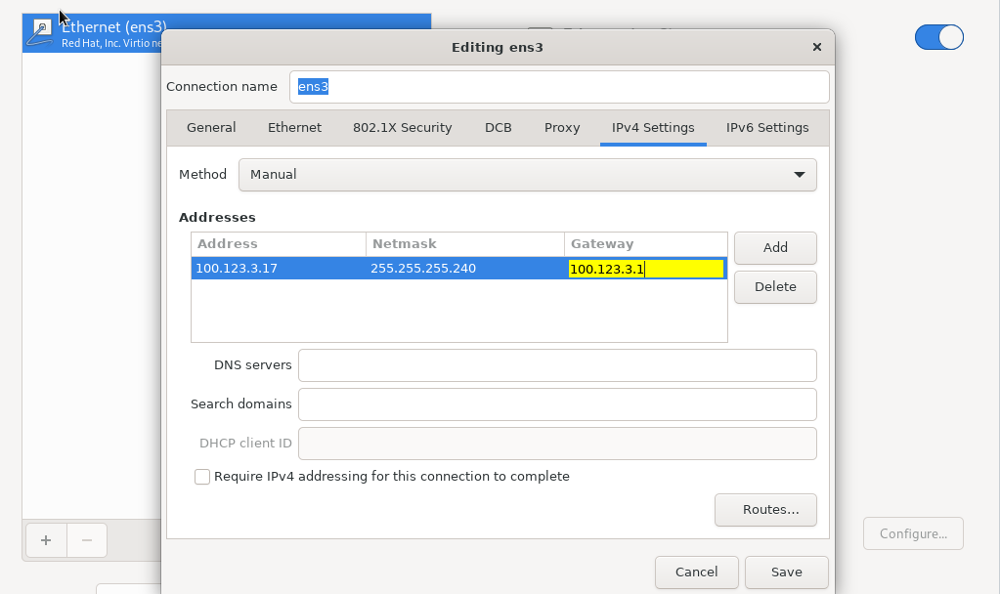 Ethernet (ens3)
Red Hat, Inc. Virtio ne
Editing ens3
Connection name
ens3
General
Ethernet
802.1X Security
DCB
Proxy
IPv4 Settings
IPv6 Settings
Method
Manual
Addresses
Address
Netmask
Gateway
100.123.3.17
255.255.255.240
100.123.3.1
Add
Delete
DNS servers
Search domains
DHCP client ID
Require IPv4 addressing for this connection to complete
Routes...
Configure...
Cancel
Save